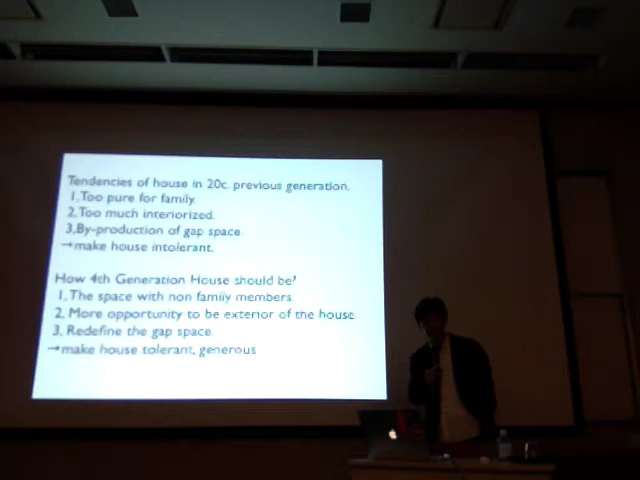 Tendencies of house in 20c. previous generation.
1, Too pure for family.
2, Too much interiorized.
3, By-production of gap space
→make house intolerant.
How 4th Generation House should be?
1, The space with non family members
2, More opportunity to be exterior of the house
3, Redefine the gap space.
→make house tolerant, generous